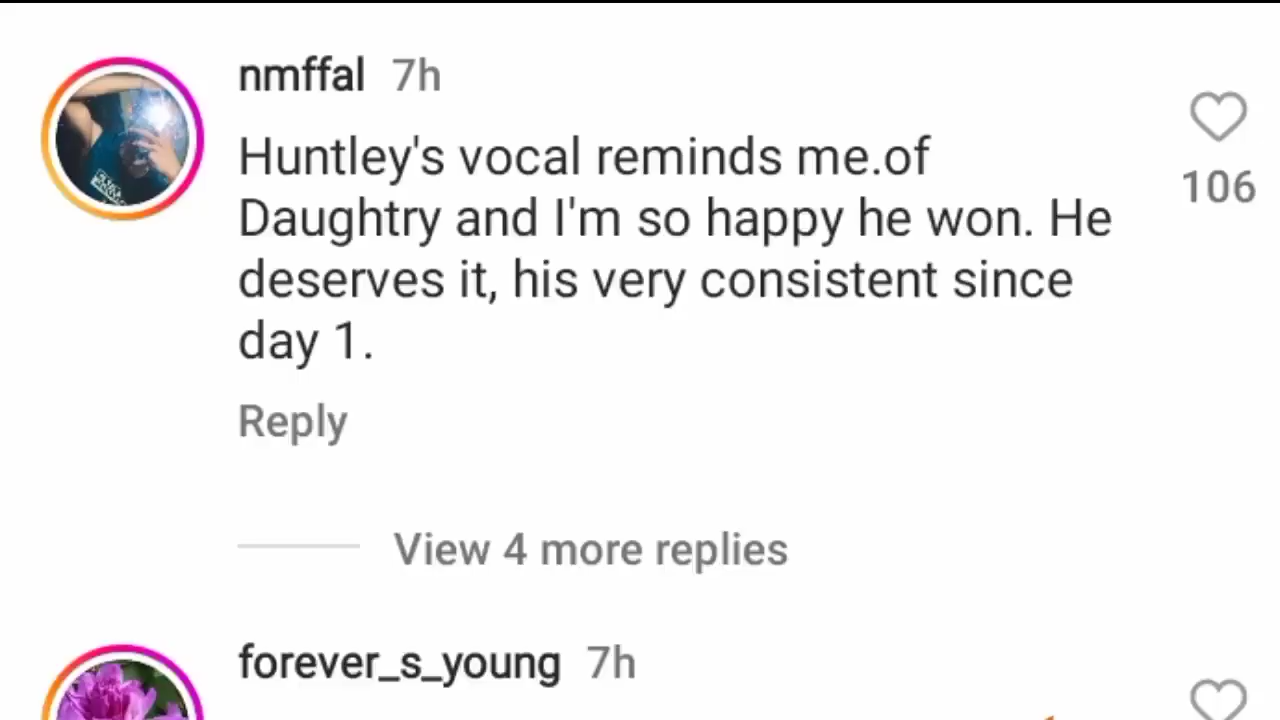 nmffal 7h
Huntley's vocal reminds me.of
Daughtry and I'm so happy he won. He
deserves it, his very consistent since
day 1.
106
Reply
View 4 more replies
forever_s_young 7h